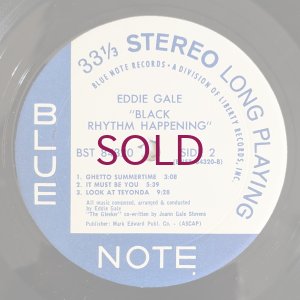 33⅓ STEREO LONG PLAYING
BLUE NOTE RECORDS • A DIVISION OF LIBERTY RECORDS, INC.
EDDIE GALE
"BLACK
RHYTHM HAPPENING"
BST 84320 SIDE 2
SOLD
1. GHETTO SUMMERTIME 3:08
2. IT MUST BE YOU 5:39
3. LOOK AT TEYONDA 9:28
All music composed, arranged & conducted by
Eddie Gale
"The Gleeker" co-written by Joann Gale Stevens
Publisher: Mark Edward Publ. Co. - (ASCAP)
BLUE
NOTE